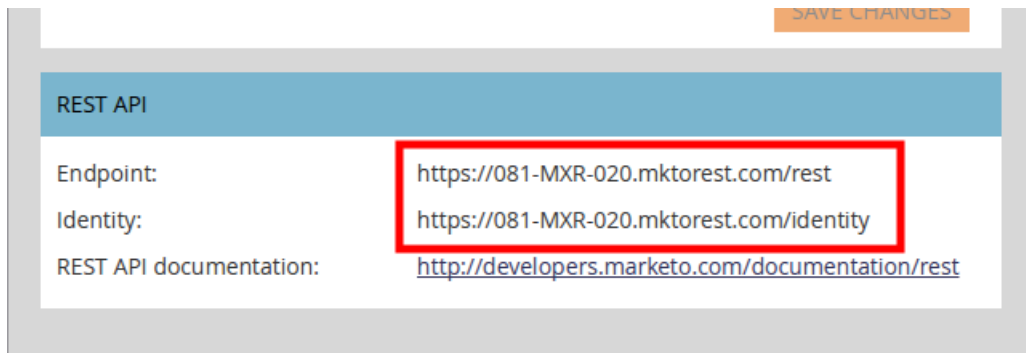 SAVE CHANGES
REST API
Endpoint: https://081-MXR-020.mktorest.com/rest
Identity: https://081-MXR-020.mktorest.com/identity
REST API documentation: http://developers.marketo.com/documentation/rest